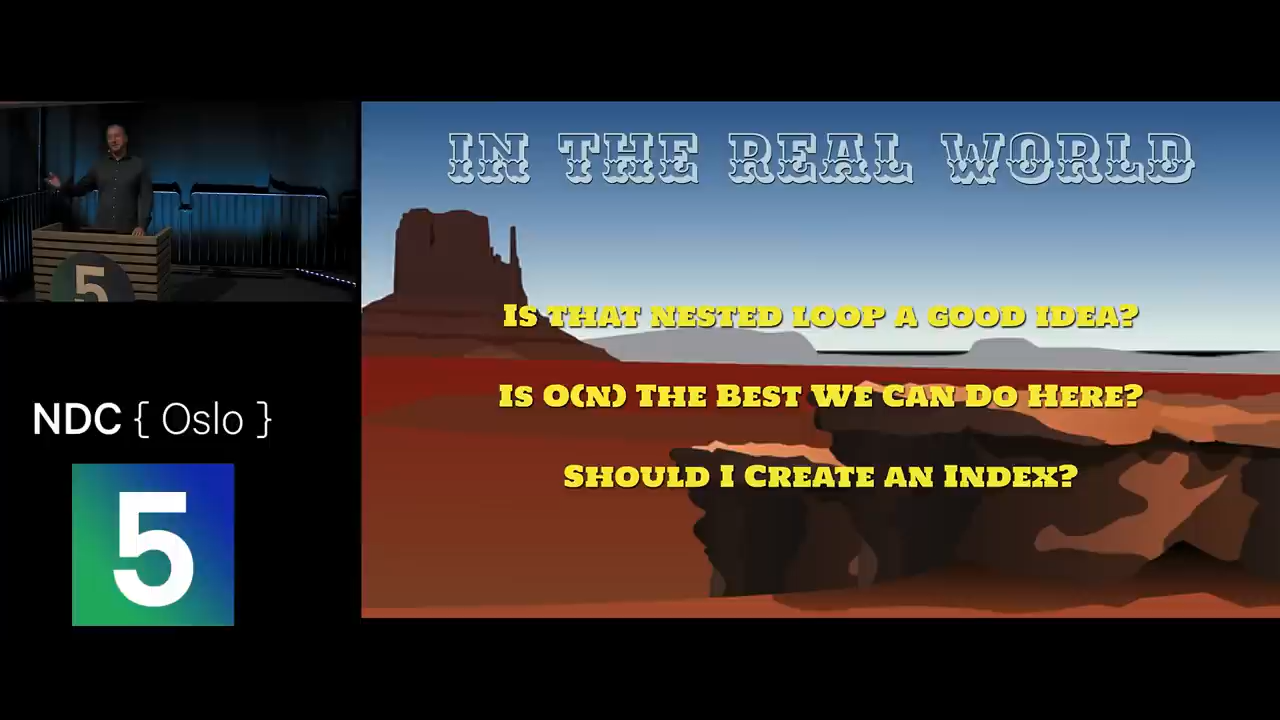 IN THE REAL WORLD
Is that nested loop a good idea?
Is O(n) The Best We Can Do Here?
Should I Create an Index?
5
NDC { Oslo }
5